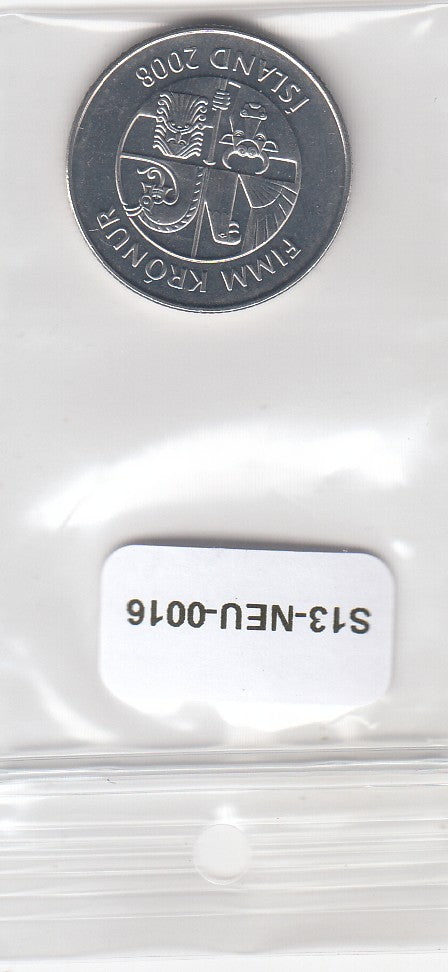 S13-NEU-0016
FIMM KRÓNUR
ÍSLAND 2008